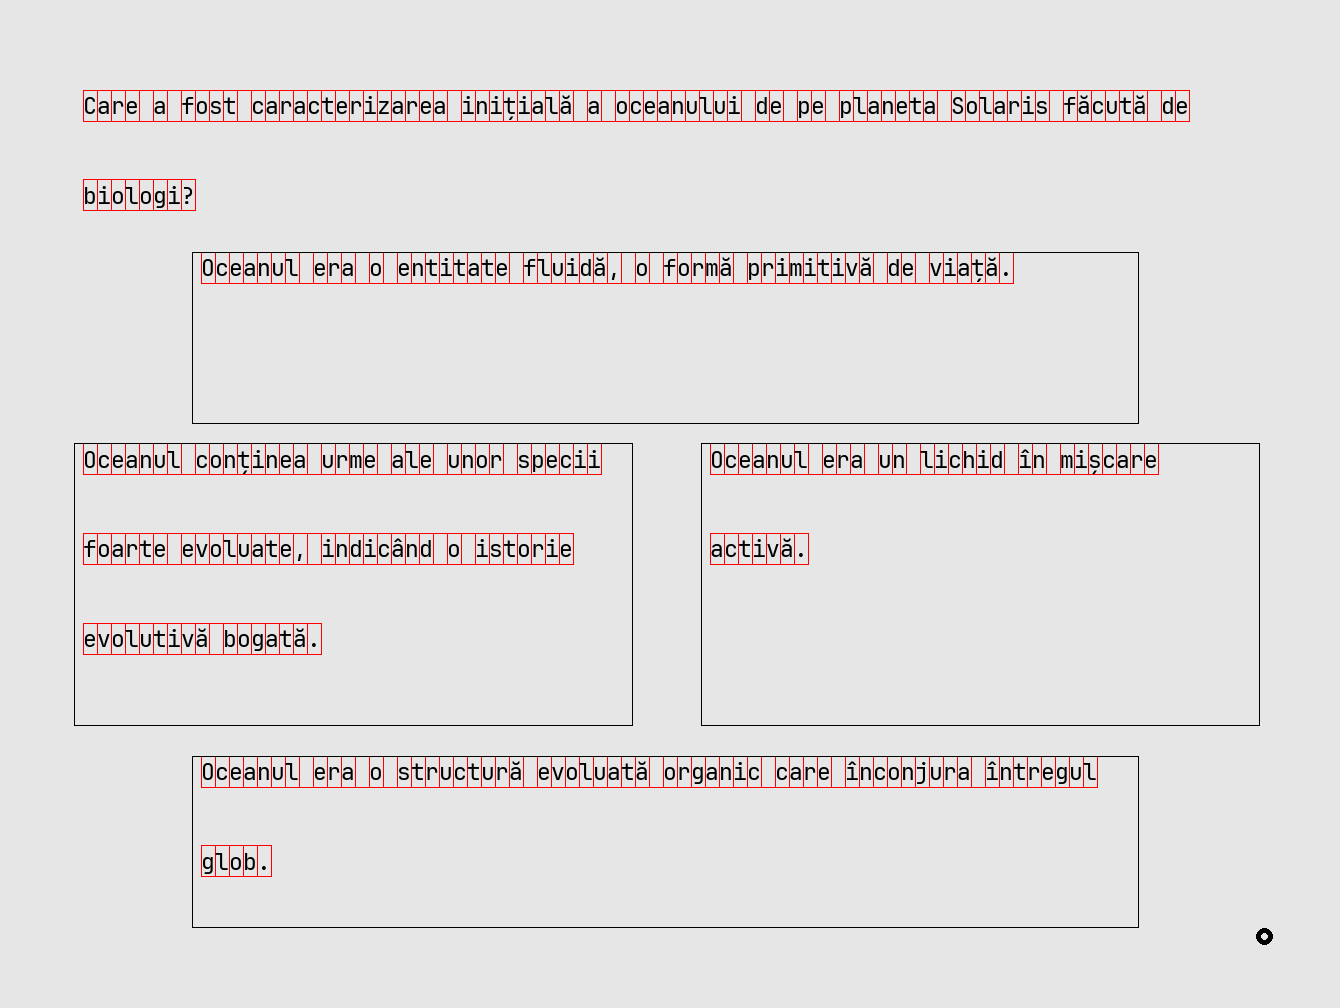 Care a fost caracterizarea inițială a oceanului de pe planeta Solaris făcută de
biologi?
Oceanul era o entitate fluidă, o formă primitivă de viață.
Oceanul conținea urme ale unor specii
foarte evoluate, indicând o istorie
evolutivă bogată.
Oceanul era un lichid în mișcare
activă.
Oceanul era o structură evoluată organic care înconjura întregul
glob.